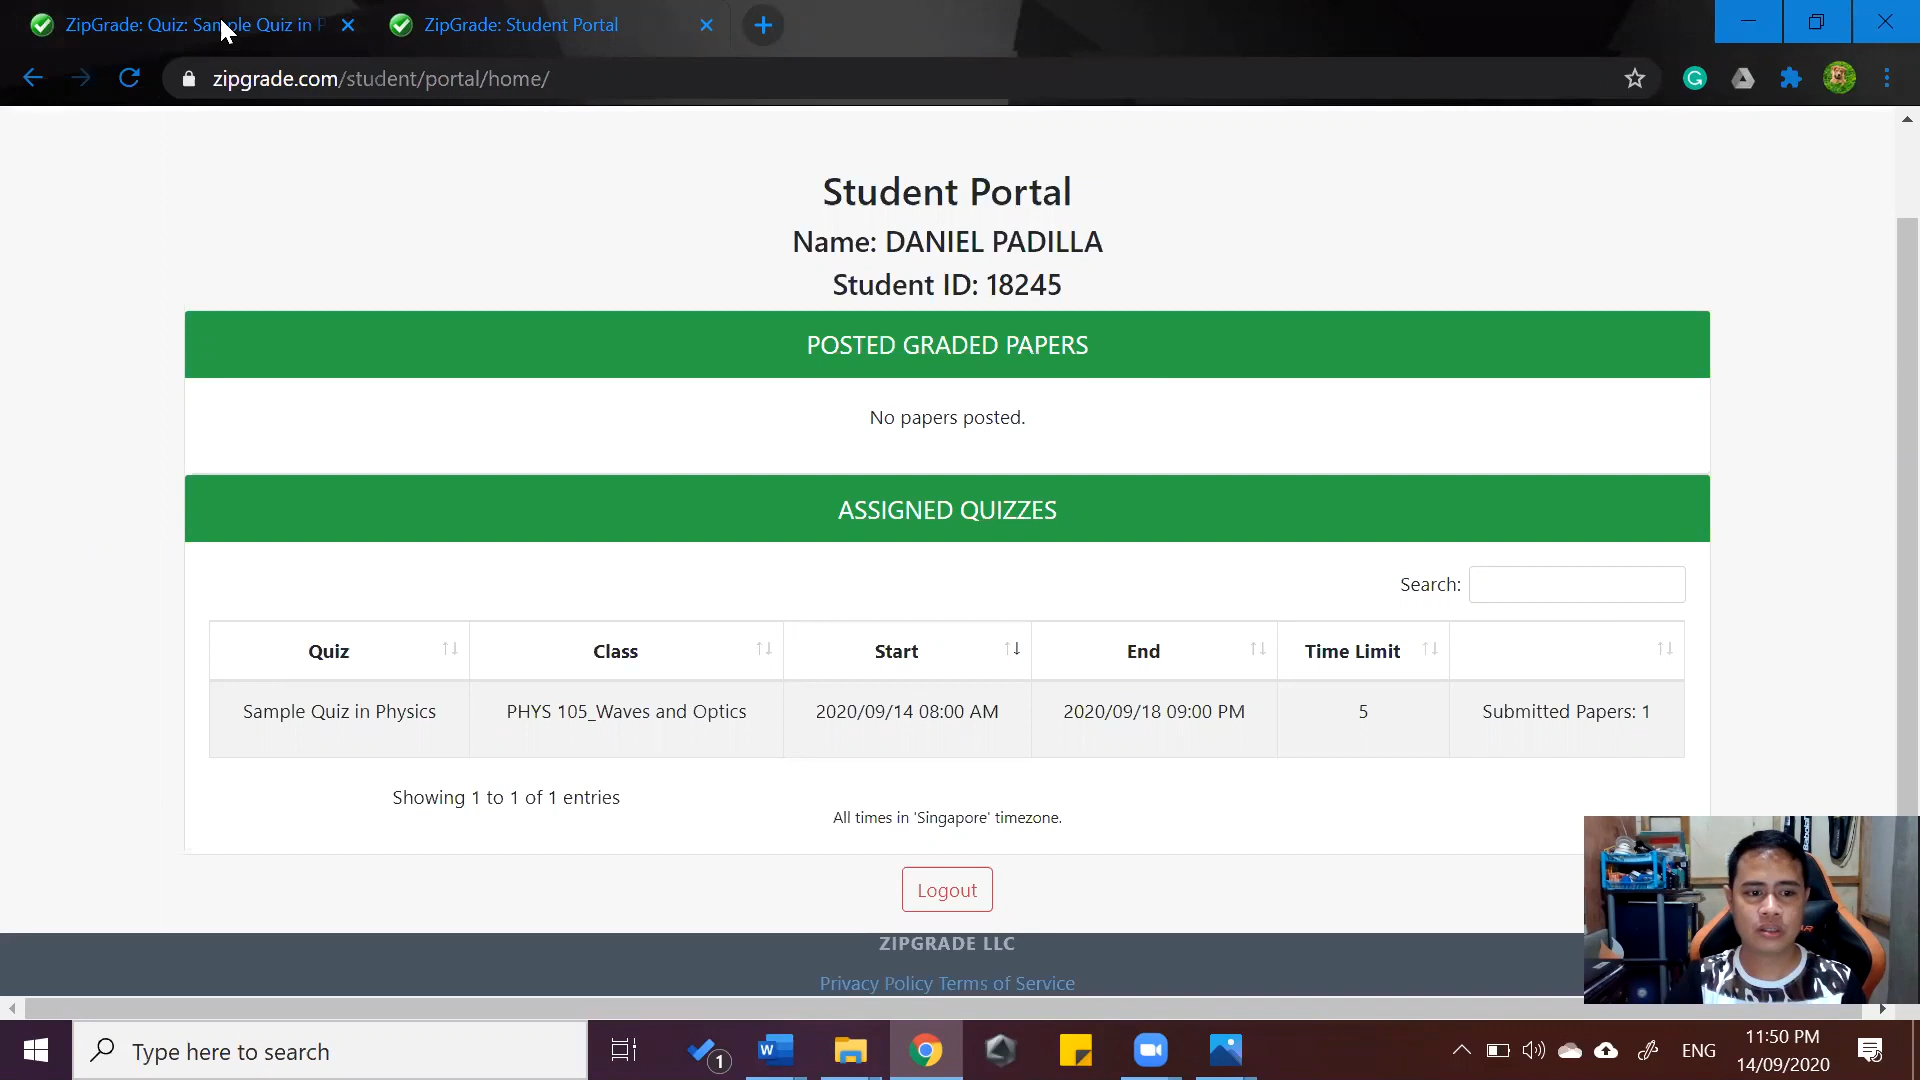 ZipGrade: Quiz: Sample Quiz in P
ZipGrade: Student Portal
zipgrade.com/student/portal/home/
Student Portal
Name: DANIEL PADILLA
Student ID: 18245
POSTED GRADED PAPERS
No papers posted.
ASSIGNED QUIZZES
Search:
Quiz Class Start End Time Limit
Sample Quiz in Physics PHYS 105_Waves and Optics 2020/09/14 08:00 AM 2020/09/18 09:00 PM 5 Submitted Papers: 1
Showing 1 to 1 of 1 entries
All times in 'Singapore' timezone.
Logout
ZIPGRADE LLC
Privacy Policy Terms of Service
Type here to search
1
W
ENG
11:50 PM
14/09/2020